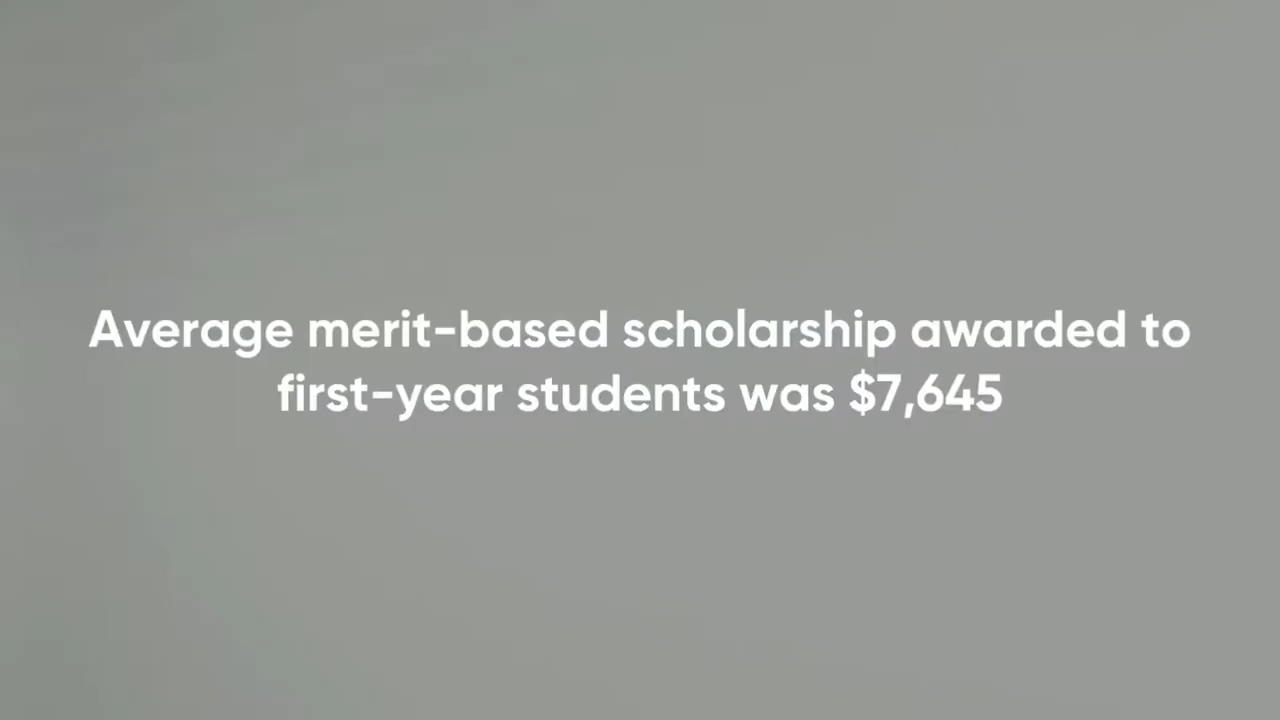 Average merit-based scholarship awarded to
first-year students was $7,645